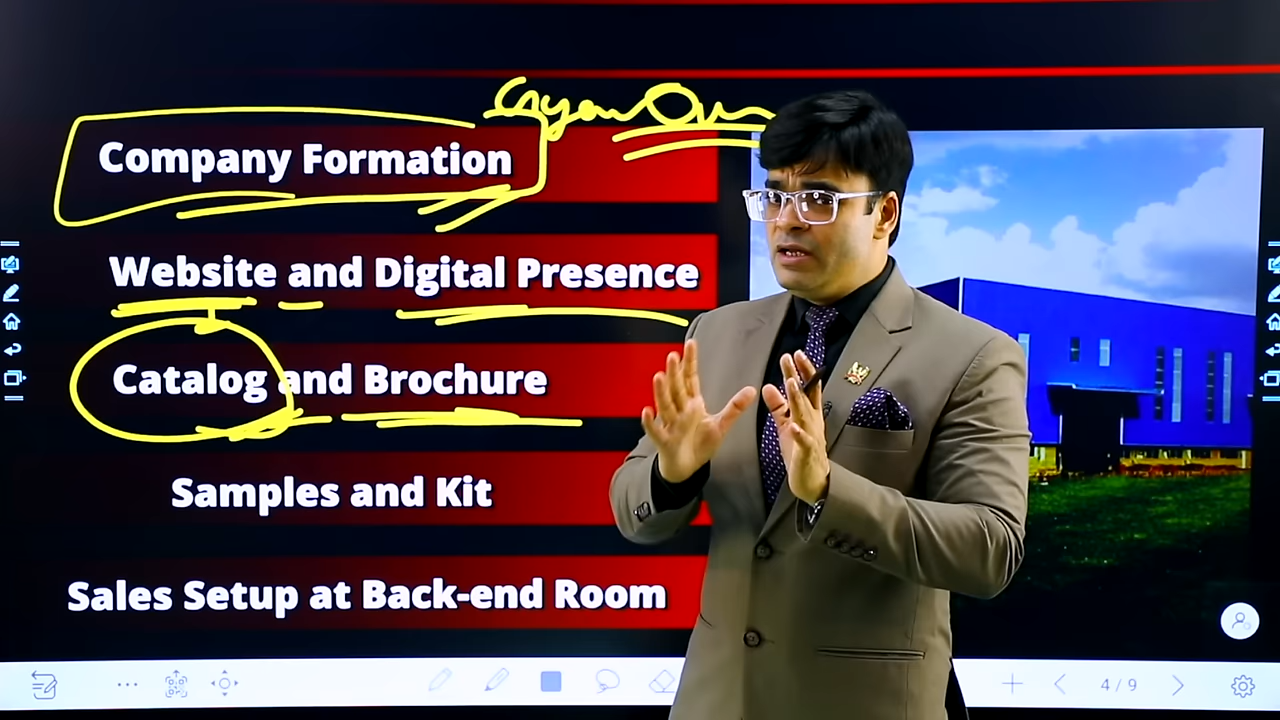 Company Formation
Website and Digital Presence
Catalog and Brochure
Samples and Kit
Sales Setup at Back-end Room
4/9